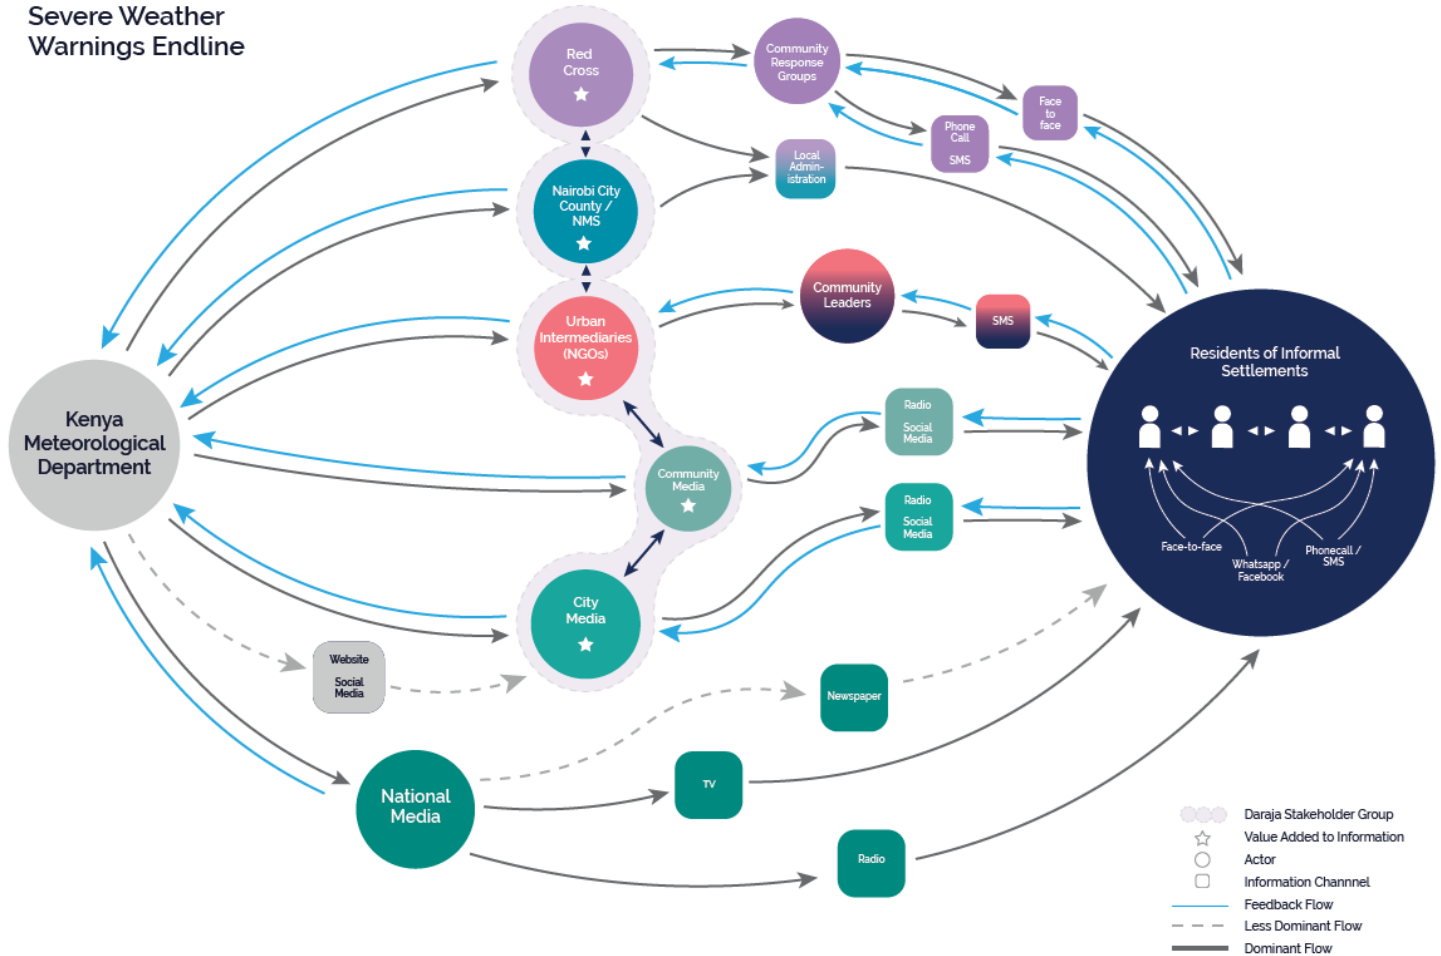 Severe Weather
Warnings Endline
Red
Cross
Community
Response
Groups
Face
to
face
Phone
Call
SMS
Local
Admin-
istration
Nairobi City
County /
NMS
Urban
Intermediaries
(NGOs)
Community
Leaders
SMS
Residents of Informal
Settlements
Kenya
Meteorological
Department
Radio
Social
Media
Community
Media
Radio
Social
Media
Face-to-face
Whatsapp /
Facebook
Phonecall /
SMS
City
Media
Website
Social
Media
Newspaper
National
Media
TV
Radio
Daraja Stakeholder Group
Value Added to Information
Actor
Information Channnel
Feedback Flow
Less Dominant Flow
Dominant Flow